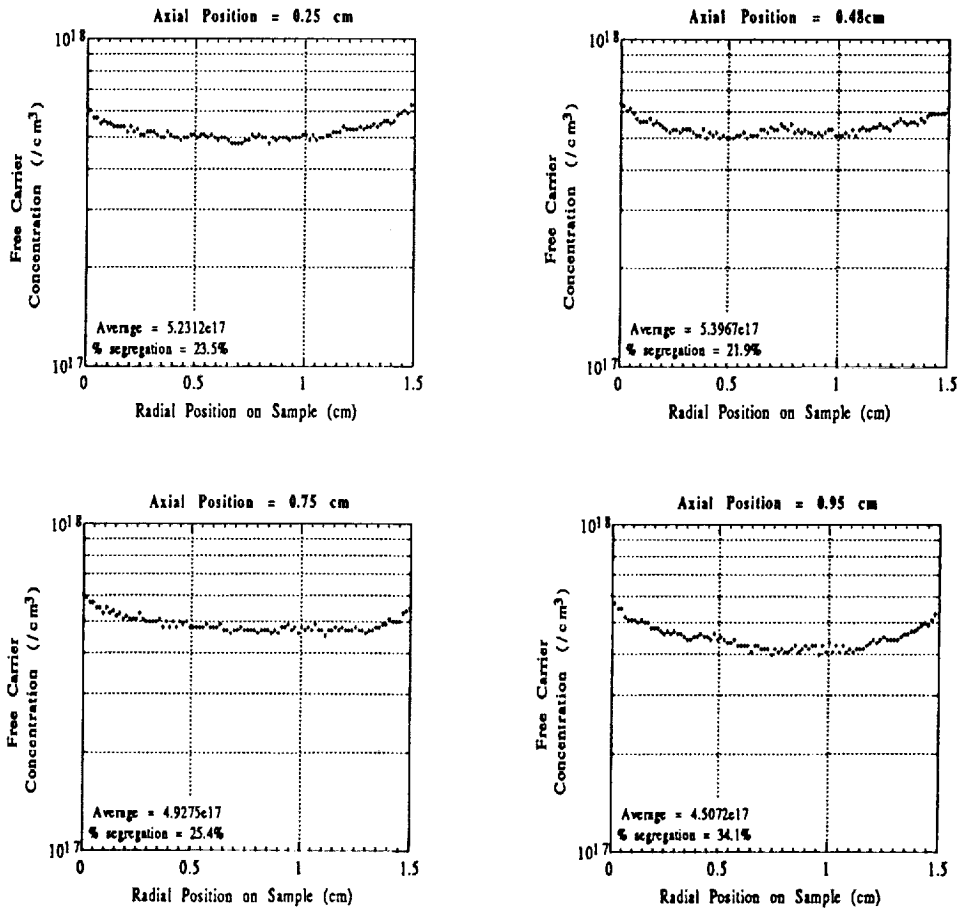 Axial Position = 0.25 cm
10^18
Free Carrier
Concentration (/cm^3)
Average = 5.2312e17
% segregation = 23.5%
10^17
0 0.5 1 1.5
Radial Position on Sample (cm)
Axial Position = 0.48cm
10^18
Free Carrier
Concentration (/cm^3)
Average = 5.3967e17
% segregation = 21.9%
10^17
0 0.5 1 1.5
Radial Position on Sample (cm)
Axial Position = 0.75 cm
10^18
Free Carrier
Concentration (/cm^3)
Average = 4.9275e17
% segregation = 25.4%
10^17
0 0.5 1 1.5
Radial Position on Sample (cm)
Axial Position = 0.95 cm
10^18
Free Carrier
Concentration (/cm^3)
Average = 4.5072e17
% segregation = 34.1%
10^17
0 0.5 1 1.5
Radial Position on Sample (cm)